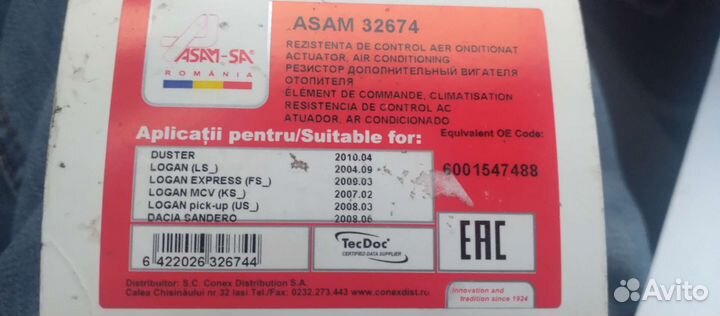 ASAM-SA
ROMÂNIA
ASAM 32674
REZISTENTA DE CONTROL AER ONDITIONAT
ACTUATOR, AIR CONDITIONING
РЕЗИСТОР ДОПОЛНИТЕЛЬНЫЙ ВИГАТЕЛЯ
ОТОПИТЕЛЯ
ÉLÉMENT DE COMMANDE, CLIMATISATION
RESISTENCIA DE CONTROL AC
ATUADOR, AR CONDICIONADO
Aplicații pentru/Suitable for:
Equivalent OE Code:
DUSTER 2010.04
LOGAN (LS_) 2004.09
LOGAN EXPRESS (FS_) 2009.03
LOGAN MCV (KS_) 2007.02
LOGAN pick-up (US_) 2008.03
DACIA SANDERO 2008.06
6001547488
6 422026 326744
TecDoc
CERTIFIED DATA SUPPLIER
EAC
Distribuitor: S.C. Conex Distribution S.A.
Calea Chisinăului nr 32 Iasi Tel./Fax: 0232.273.443 www.conexdist.ro
Innovation and
tradition since 1924
Avito